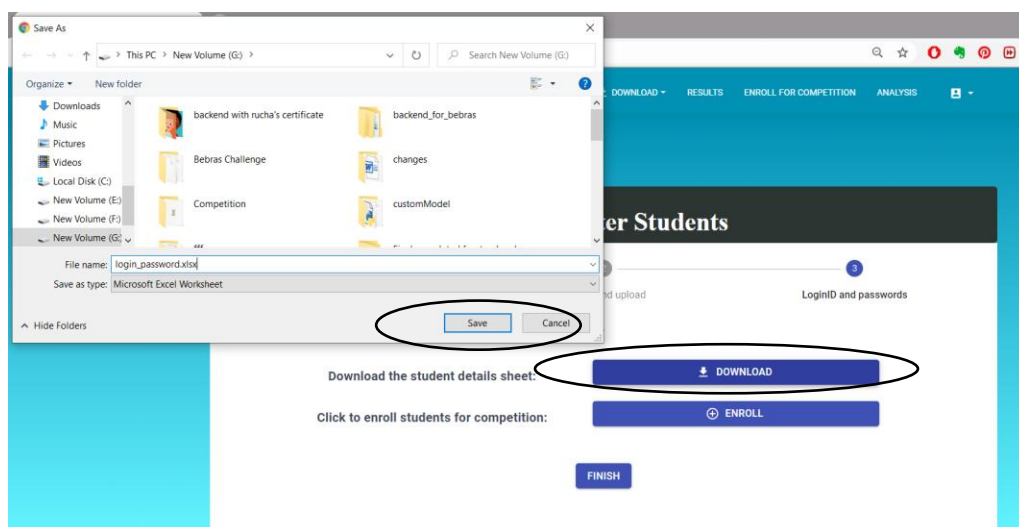 Save As
This PC > New Volume (G:) >
Search New Volume (G:)
Organize
New folder
Downloads
Music
Pictures
Videos
Local Disk (C:)
New Volume (E:)
New Volume (F:)
New Volume (G:)
backend with rucha's certificate
backend_for_bebras
Bebras Challenge
changes
Competition
customModel
File name: login_password.xlsx
Save as type: Microsoft Excel Worksheet
Hide Folders
Save
Cancel
DOWNLOAD
RESULTS
ENROLL FOR COMPETITION
ANALYSIS
er Students
3
nd upload
LoginID and passwords
Download the student details sheet:
DOWNLOAD
Click to enroll students for competition:
ENROLL
FINISH